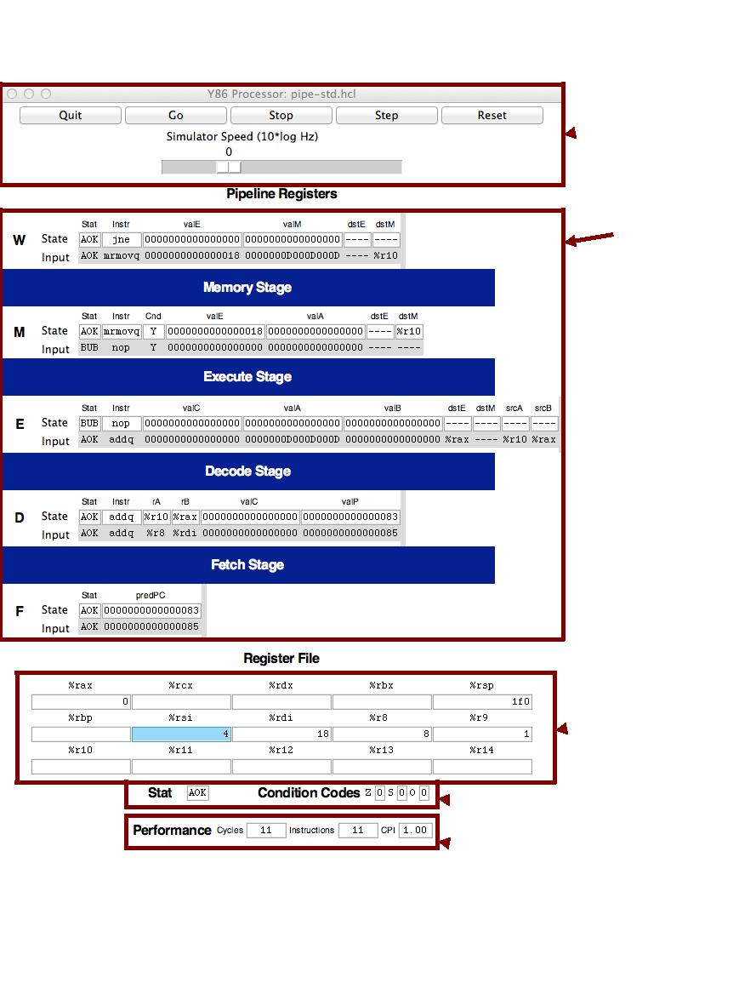 Y86 Processor: pipe-std.hcl
Quit Go Stop Step Reset
Simulator Speed (10*log Hz)
0
Pipeline Registers
Stat Instr valE valM dstE dstM
W State AOK jne 0000000000000000 0000000000000000 ---- ----
Input AOK mrmovq 0000000000000018 0000000D000D000D ---- %r10
Memory Stage
Stat Instr Cnd valE valA dstE dstM
M State AOK mrmovq Y 0000000000000018 0000000000000000 ---- %r10
Input BUB nop Y 0000000000000000 0000000000000000 ---- ----
Execute Stage
Stat Instr valC valA valB dstE dstM srcA srcB
E State BUB nop 0000000000000000 0000000000000000 0000000000000000 ---- ---- ---- ----
Input AOK addq 0000000000000000 0000000D000D000D 0000000000000000 %rax ---- %r10 %rax
Decode Stage
Stat Instr rA rB valC valP
D State AOK addq %r10 %rax 0000000000000000 0000000000000083
Input AOK addq %r8 %rdi 0000000000000000 0000000000000085
Fetch Stage
Stat predPC
F State AOK 0000000000000083
Input AOK 0000000000000085
Register File
%rax %rcx %rdx %rbx %rsp
0 1f0
%rbp %rsi %rdi %r8 %r9
4 18 8 1
%r10 %r11 %r12 %r13 %r14
Stat AOK Condition Codes Z 0 S 0 O 0
Performance Cycles 11 Instructions 11 CPI 1.00